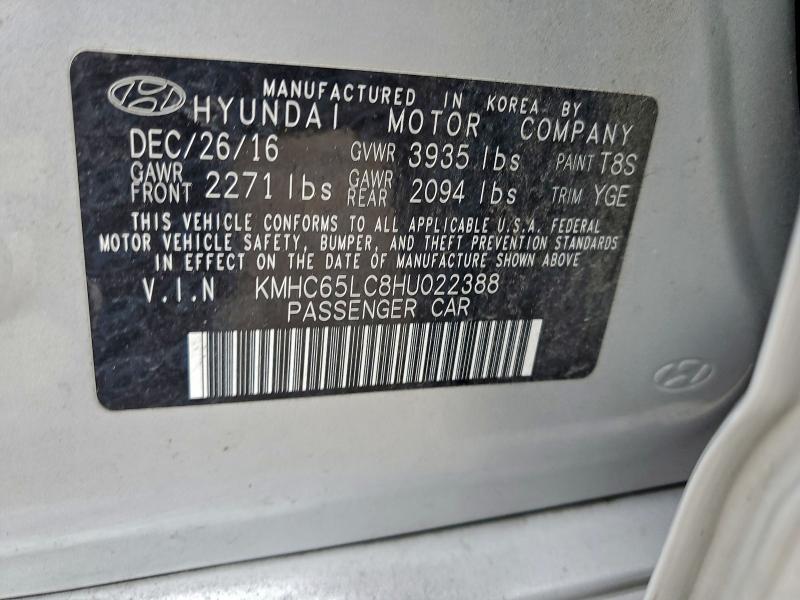 MANUFACTURED IN KOREA BY
HYUNDAI MOTOR COMPANY
DEC/26/16 GVWR 3935 lbs PAINT T8S
GAWR FRONT 2271 lbs GAWR REAR 2094 lbs TRIM YGE
THIS VEHICLE CONFORMS TO ALL APPLICABLE U.S.A. FEDERAL
MOTOR VEHICLE SAFETY, BUMPER, AND THEFT PREVENTION STANDARDS
IN EFFECT ON THE DATE OF MANUFACTURE SHOWN ABOVE
V.I.N KMHC65LC8HU022388
PASSENGER CAR